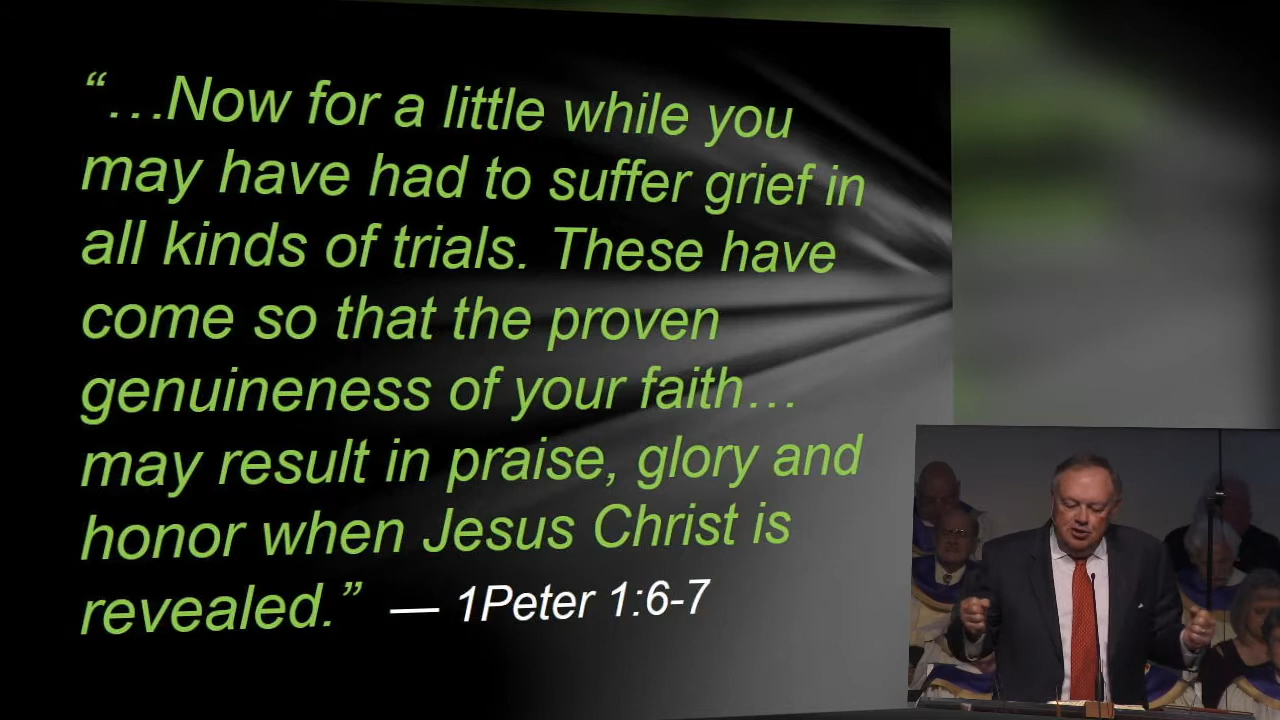 “…Now for a little while you
may have had to suffer grief in
all kinds of trials. These have
come so that the proven
genuineness of your faith…
may result in praise, glory and
honor when Jesus Christ is
revealed.” — 1Peter 1:6-7